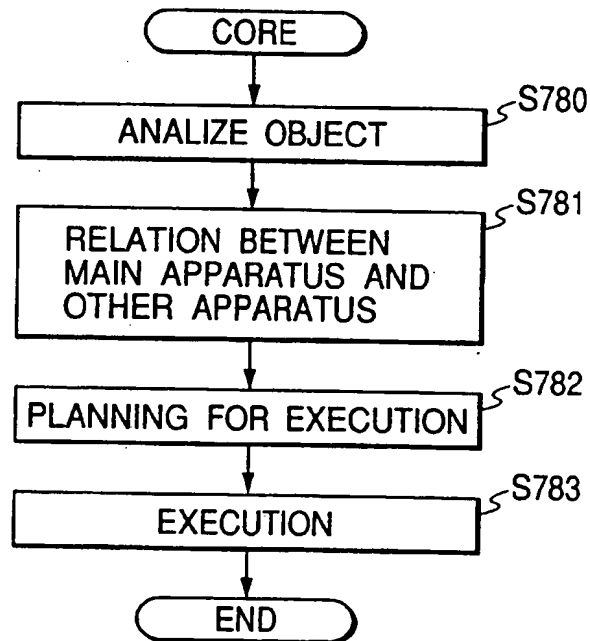 CORE
S780
ANALIZE OBJECT
S781
RELATION BETWEEN
MAIN APPARATUS AND
OTHER APPARATUS
S782
PLANNING FOR EXECUTION
S783
EXECUTION
END